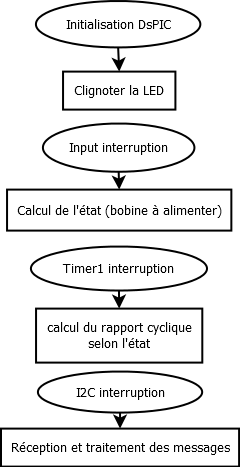 Initialisation DsPIC
Clignoter la LED
Input interruption
Calcul de l'état (bobine à alimenter)
Timer1 interruption
calcul du rapport cyclique
selon l'état
I2C interruption
Réception et traitement des messages